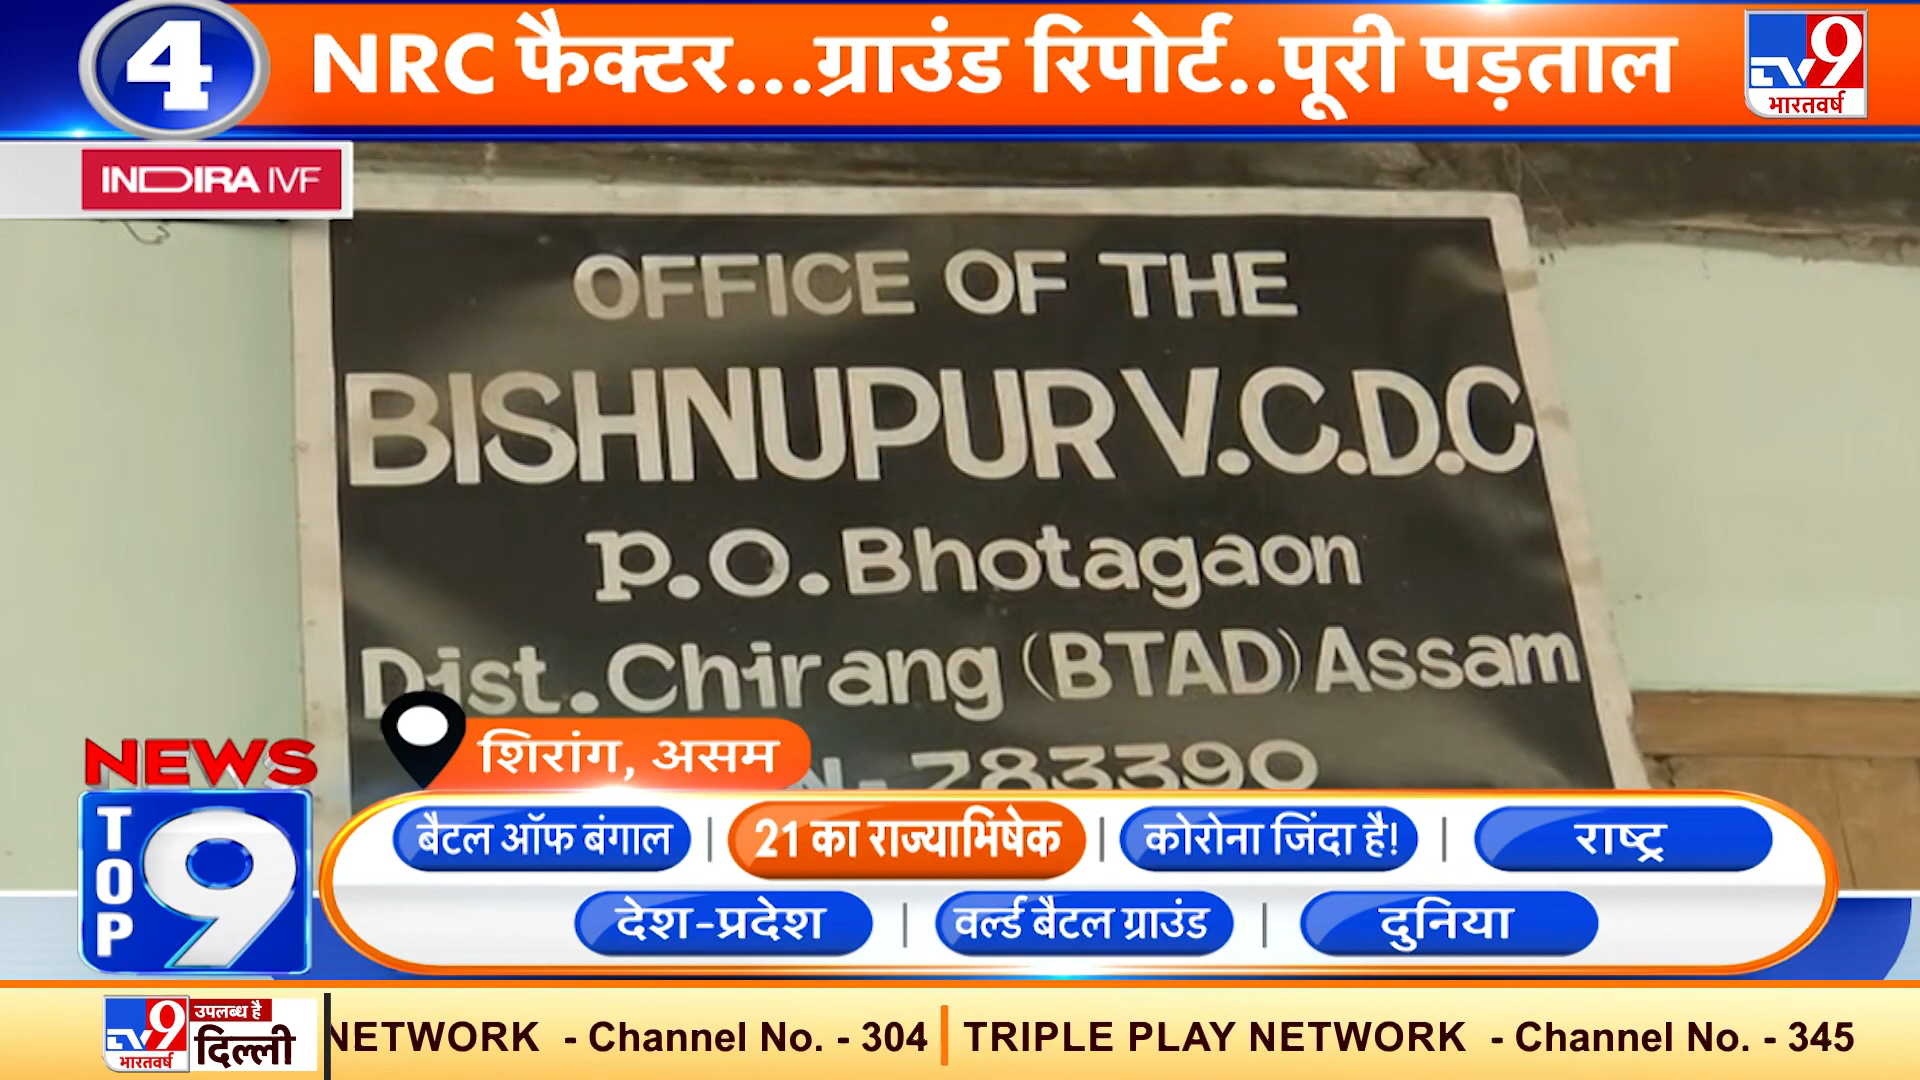 4 NRC फैक्टर...ग्राउंड रिपोर्ट..पूरी पड़ताल
TV9
भारतवर्ष
INDIRA IVF
OFFICE OF THE
BISHNUPUR V.C.D.C
P.O. Bhotagaon
Dist. Chirang (BTAD) Assam
N- 783390
शिरांग, असम
NEWS
TOP 9
बैटल ऑफ बंगाल | 21 का राज्याभिषेक | कोरोना जिंदा है! | राष्ट्र
देश-प्रदेश | वर्ल्ड बैटल ग्राउंड | दुनिया
TV9 भारतवर्ष
उपलब्ध है
दिल्ली
NETWORK - Channel No. - 304 | TRIPLE PLAY NETWORK - Channel No. - 345